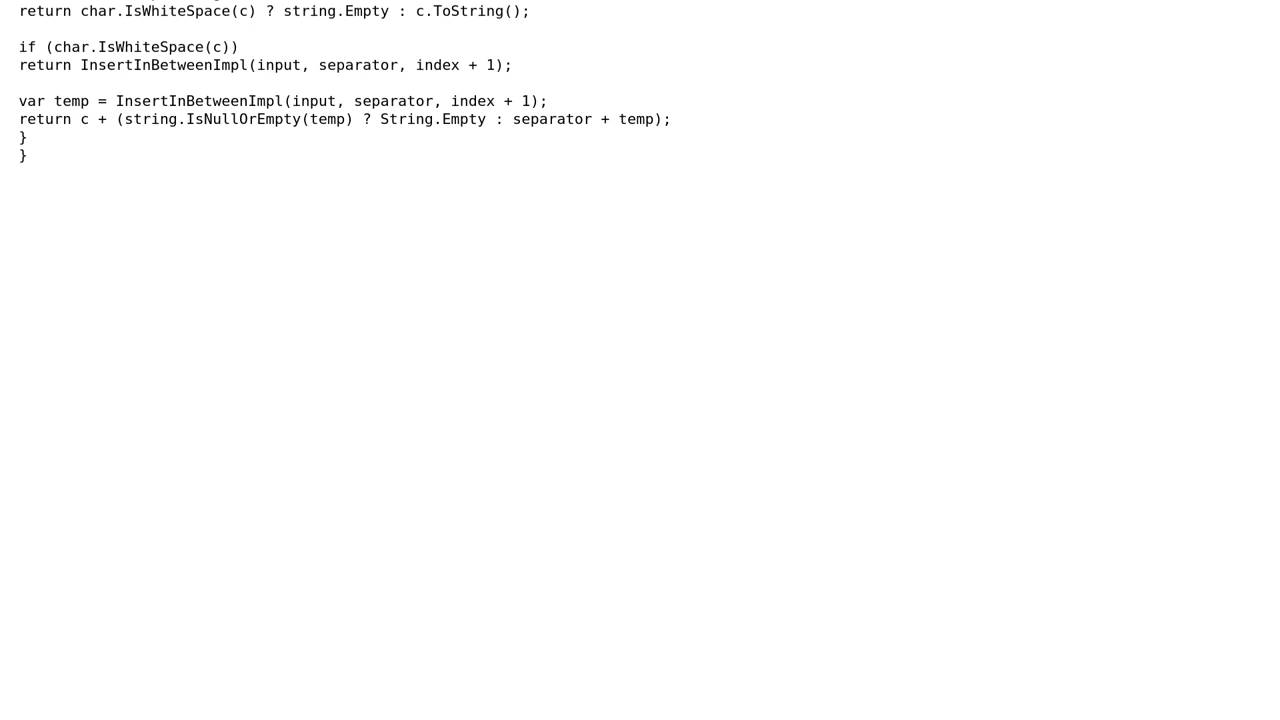 return char.IsWhiteSpace(c) ? string.Empty : c.ToString();
if (char.IsWhiteSpace(c))
return InsertInBetweenImpl(input, separator, index + 1);
var temp = InsertInBetweenImpl(input, separator, index + 1);
return c + (string.IsNullOrEmpty(temp) ? String.Empty : separator + temp);
}
}